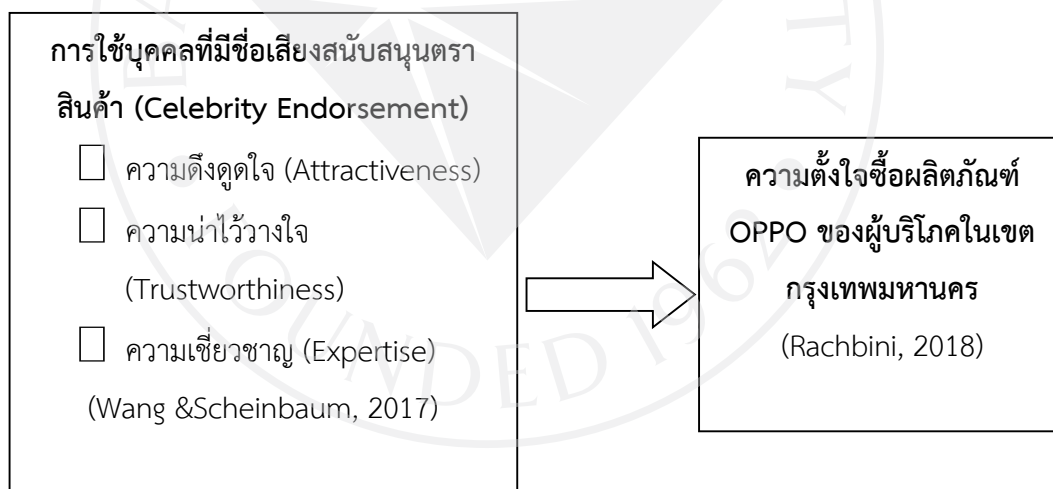 การใช้บุคคลที่มีชื่อเสียงสนับสนุนตรา
สินค้า (Celebrity Endorsement)
ความดึงดูดใจ (Attractiveness)
ความน่าไว้วางใจ
(Trustworthiness)
ความเชี่ยวชาญ (Expertise)
(Wang &Scheinbaum, 2017)
ความตั้งใจซื้อผลิตภัณฑ์
OPPO ของผู้บริโภคในเขต
กรุงเทพมหานคร
(Rachbini, 2018)
FOUNDED 1962